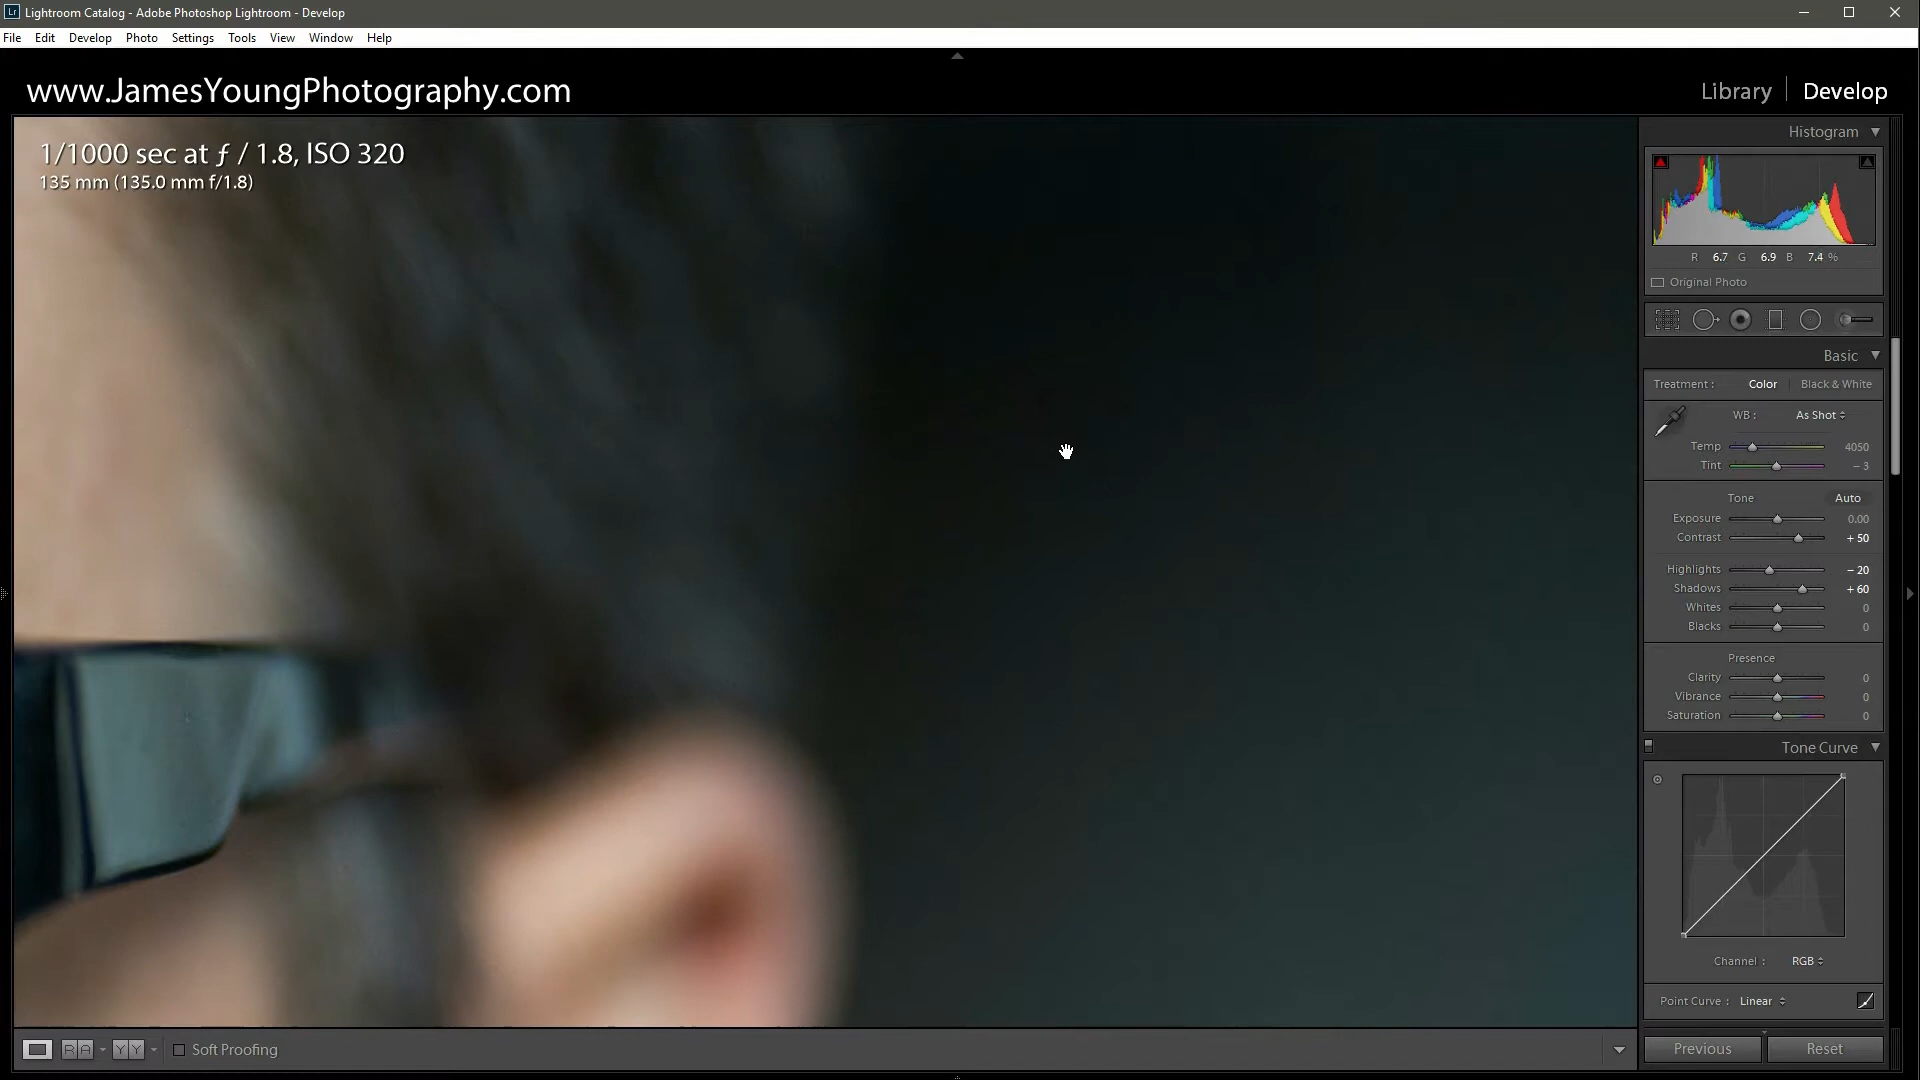 Lightroom Catalog - Adobe Photoshop Lightroom - Develop
File Edit Develop Photo Settings Tools View Window Help
www.JamesYoungPhotography.com
Library Develop
1/1000 sec at ƒ / 1.8, ISO 320
135 mm (135.0 mm f/1.8)
Histogram
R 6.7 G 6.9 B 7.4 %
Original Photo
Basic
Treatment : Color Black & White
WB : As Shot
Temp 4050
Tint – 3
Tone Auto
Exposure 0.00
Contrast + 50
Highlights – 20
Shadows + 60
Whites 0
Blacks 0
Presence
Clarity 0
Vibrance 0
Saturation 0
Tone Curve
Channel : RGB
Point Curve : Linear
R A Y Y Soft Proofing
Previous Reset